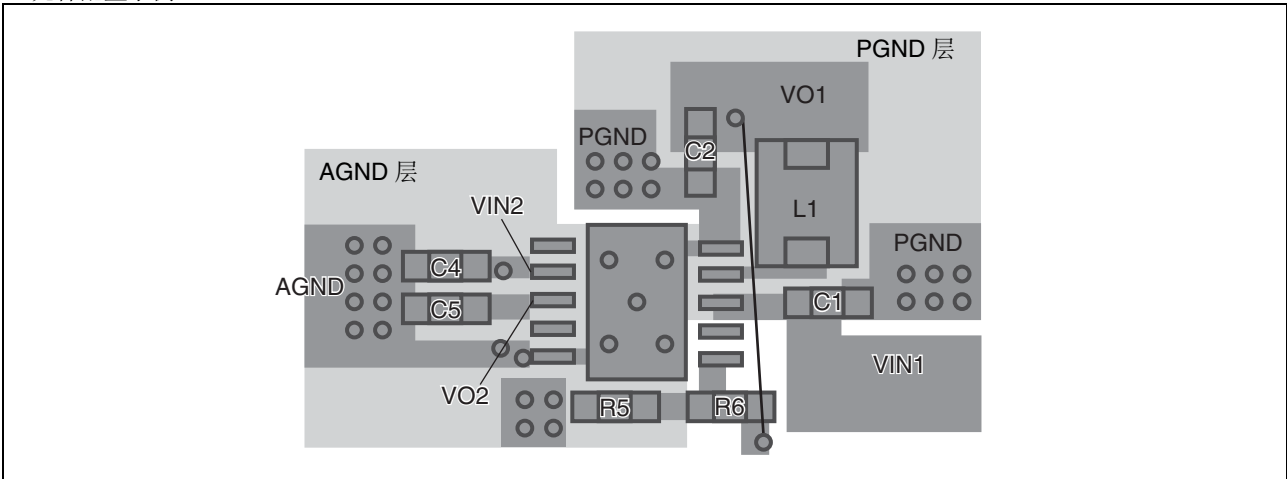 PGND 层
VO1
PGND
C2
AGND 层
VIN2
L1
PGND
C4
AGND
C5
C1
VIN1
VO2
R5
R6